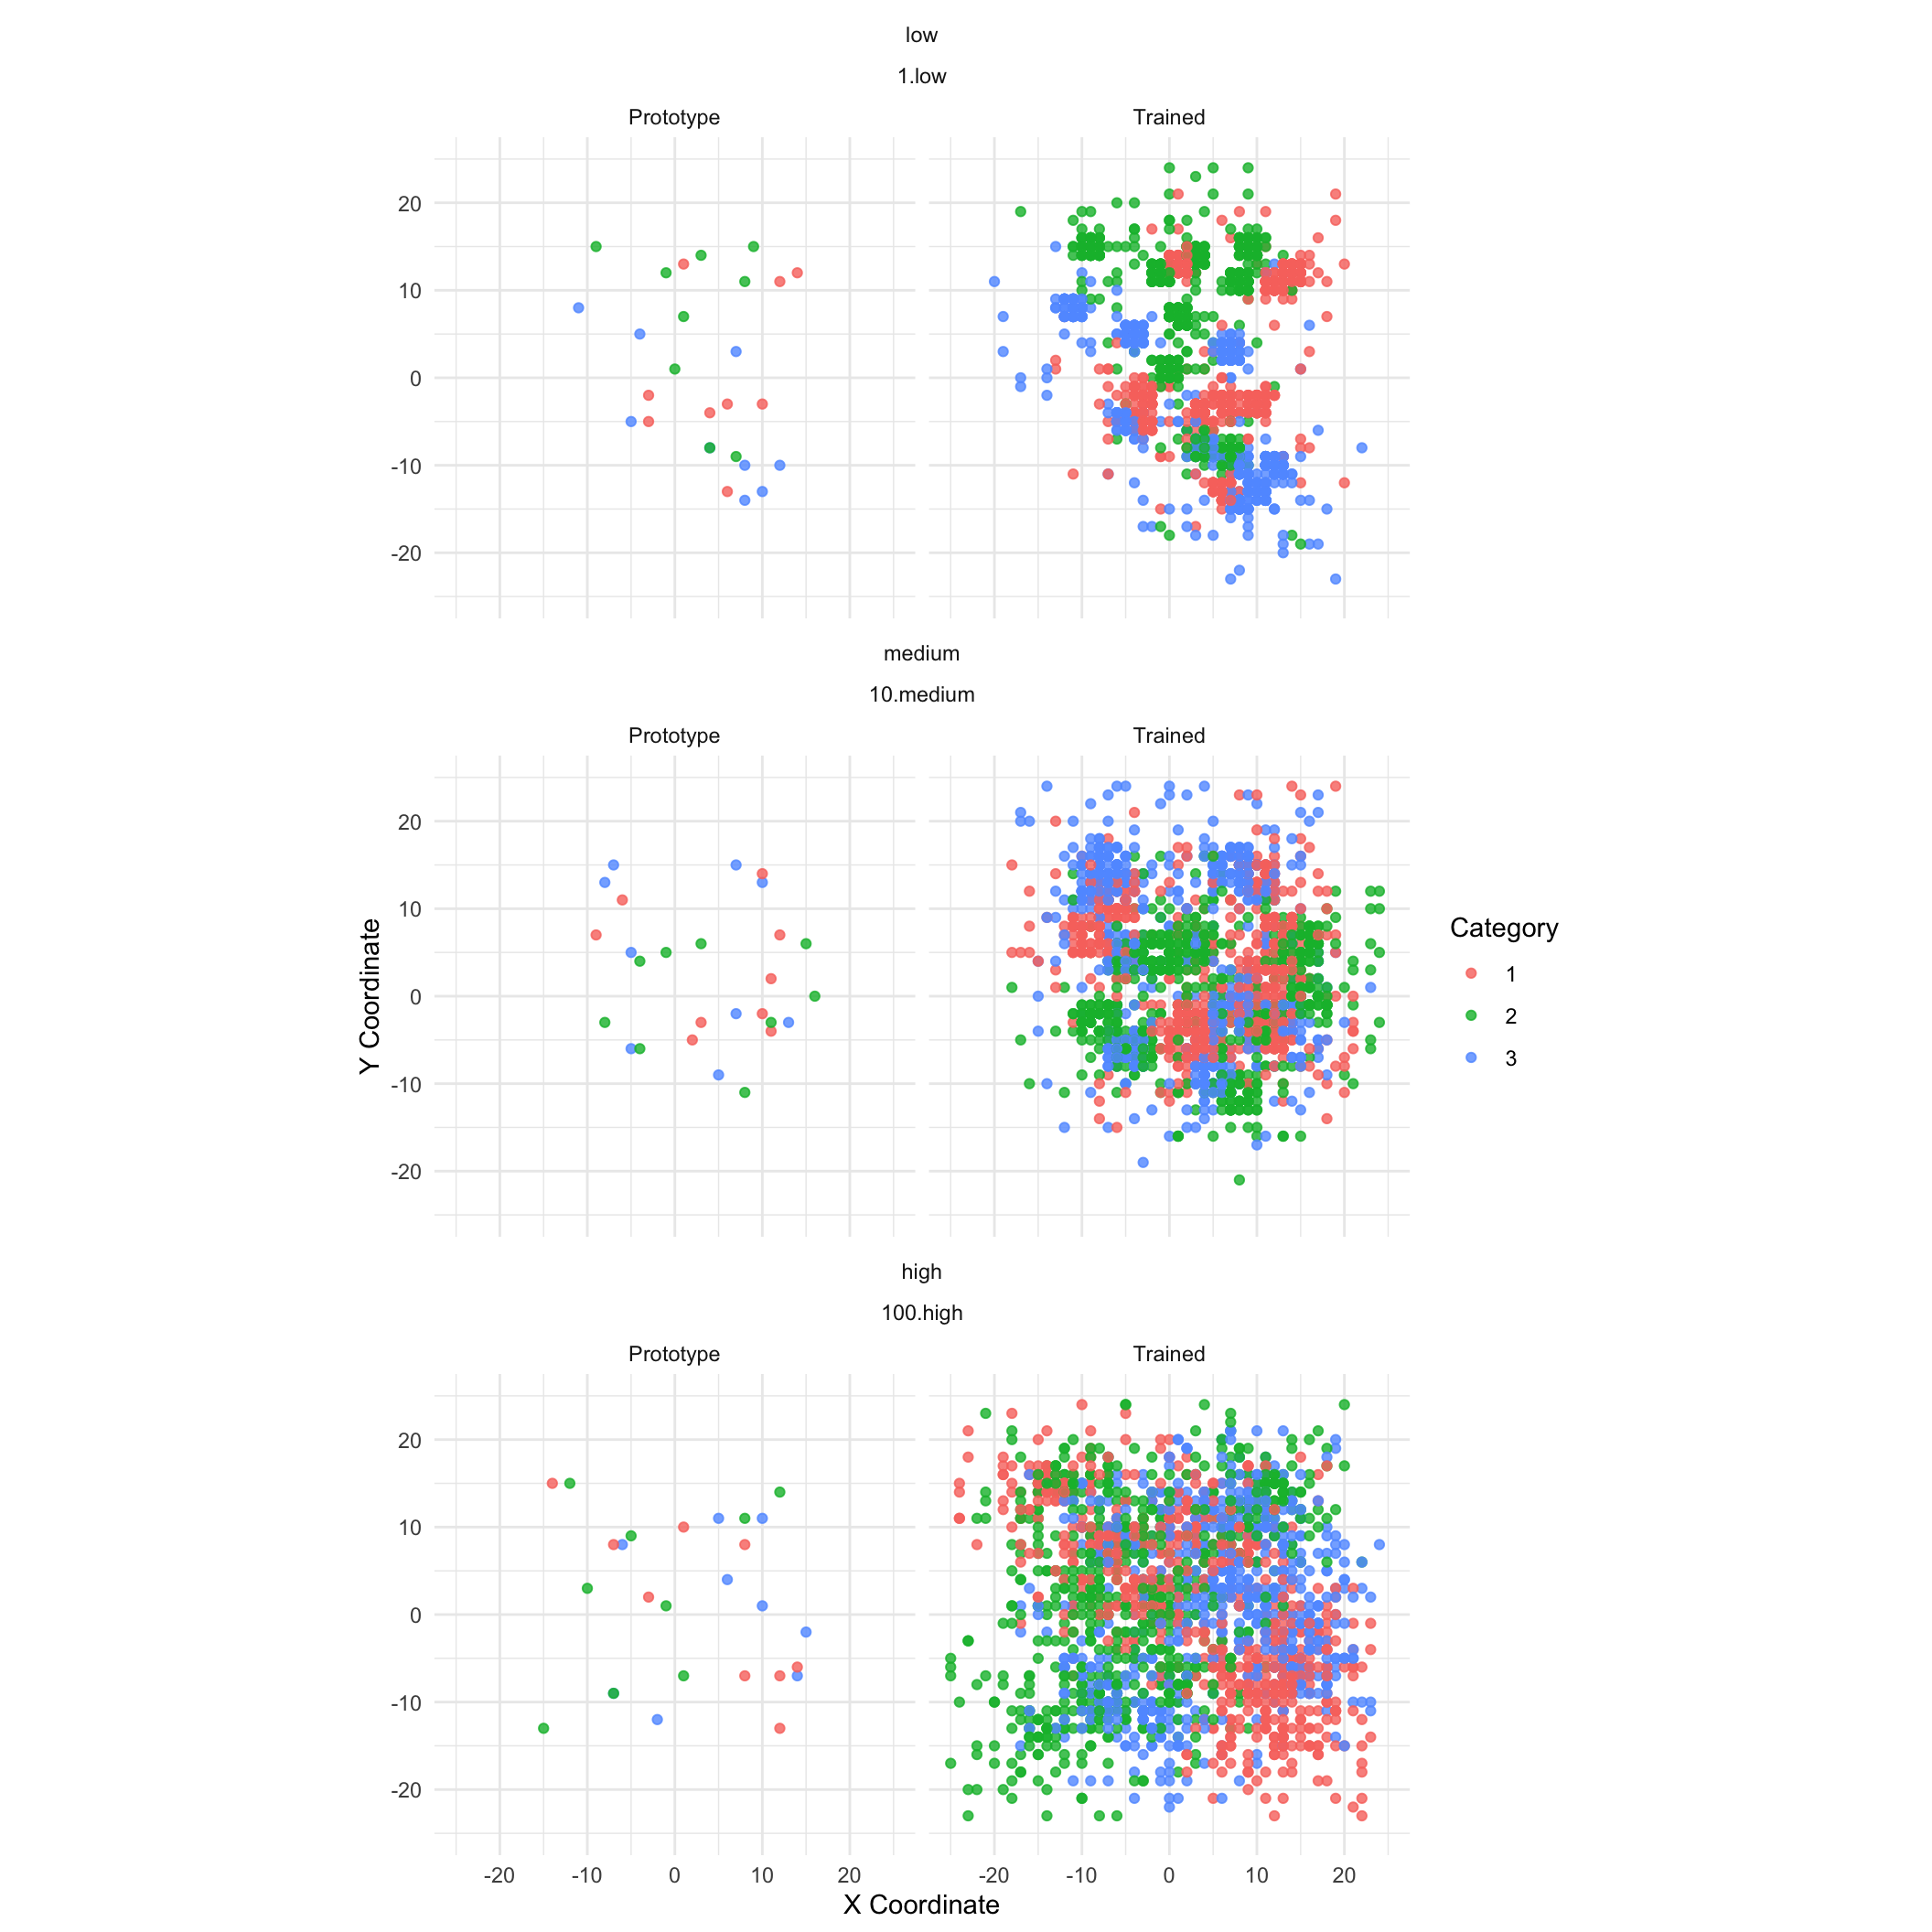 low
1.low
Prototype Trained
20
10
0
-10
-20
medium
10.medium
Prototype Trained
20
10
0
-10
-20
Y Coordinate
Category
1
2
3
high
100.high
Prototype Trained
20
10
0
-10
-20
-20 -10 0 10 20 -20 -10 0 10 20
X Coordinate